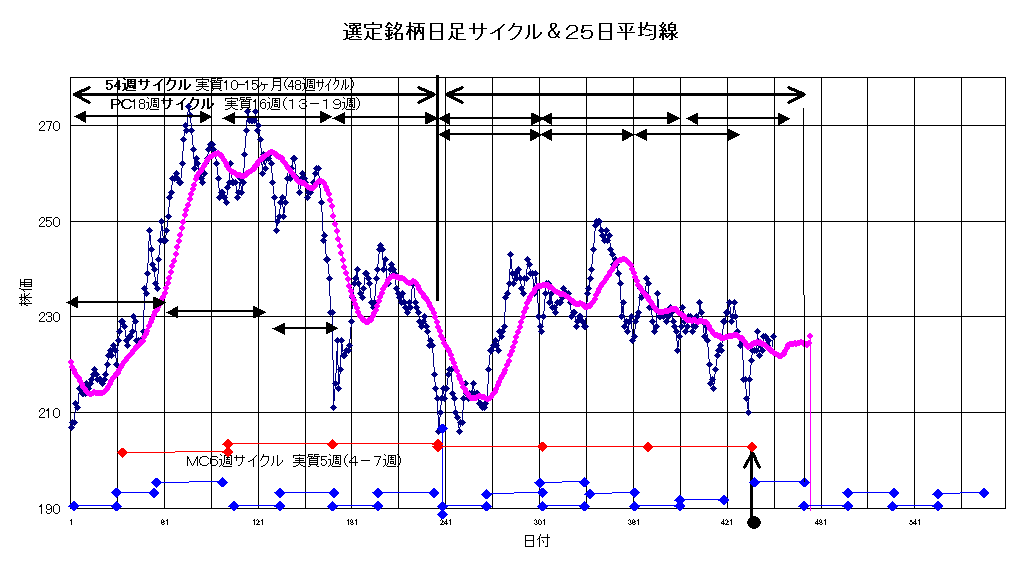 選定銘柄日足サイクル＆２５日平均線
54週サイクル 実質10-15ヶ月(48週サイクル)
PC18週サイクル 実質16週(１３－１９週)
270
250
230
210
190
株価
MC6週サイクル 実質5週(４－７週)
1 61 121 181 241 301 361 421 481 541
日付